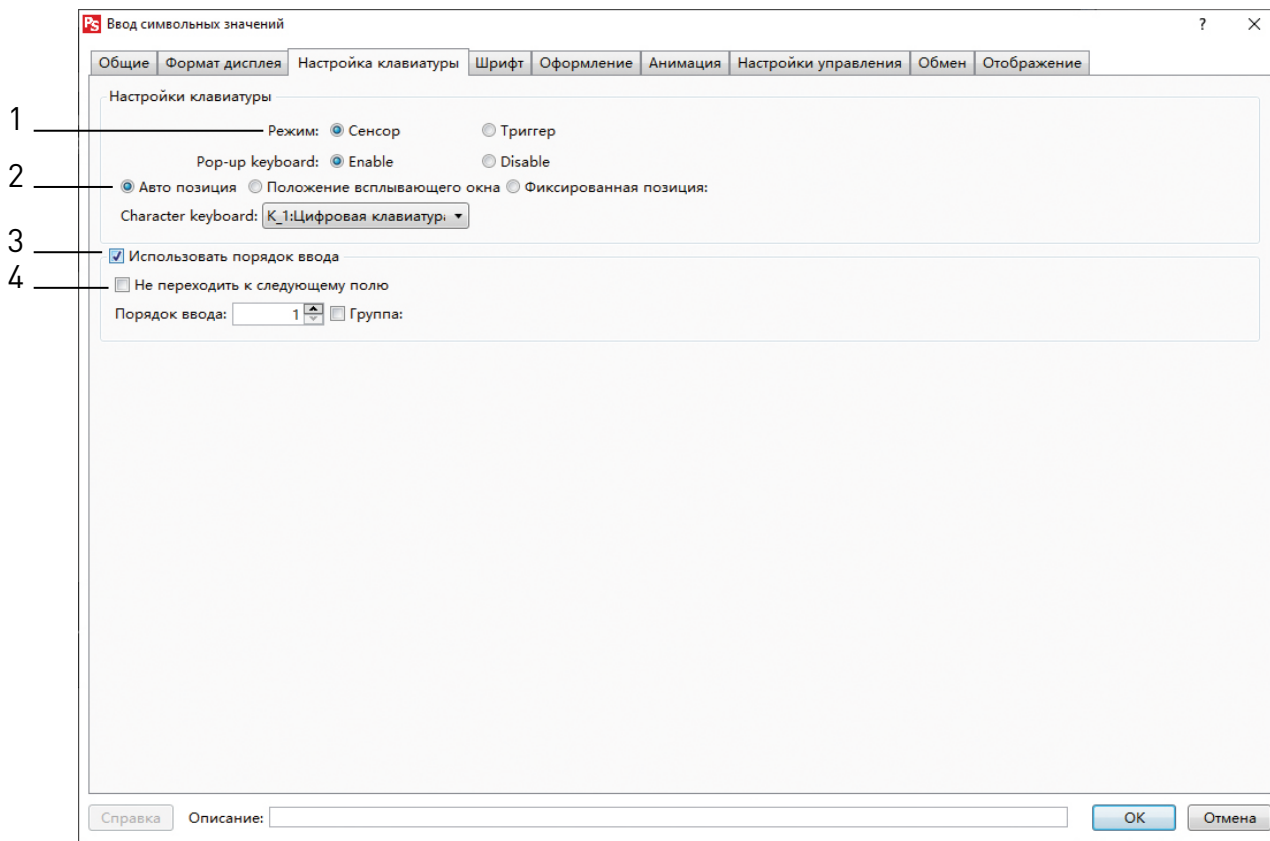 PS Ввод символьных значений ?
Общие Формат дисплея Настройка клавиатуры Шрифт Оформление Анимация Настройки управления Обмен Отображение
Настройки клавиатуры
1 Режим: Сенсор Триггер
Pop-up keyboard: Enable Disable
2 Авто позиция Положение всплывающего окна Фиксированная позиция:
Character keyboard: K_1:Цифровая клавиатур
3 Использовать порядок ввода
4 Не переходить к следующему полю
Порядок ввода: 1 Группа:
Справка Описание: OK Отмена